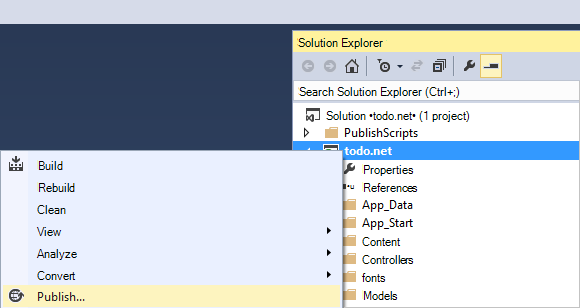 Solution Explorer
Search Solution Explorer (Ctrl+;)
Solution •todo.net• (1 project)
PublishScripts
todo.net
Properties
References
App_Data
App_Start
Content
Controllers
fonts
Models
Build
Rebuild
Clean
View
Analyze
Convert
Publish...